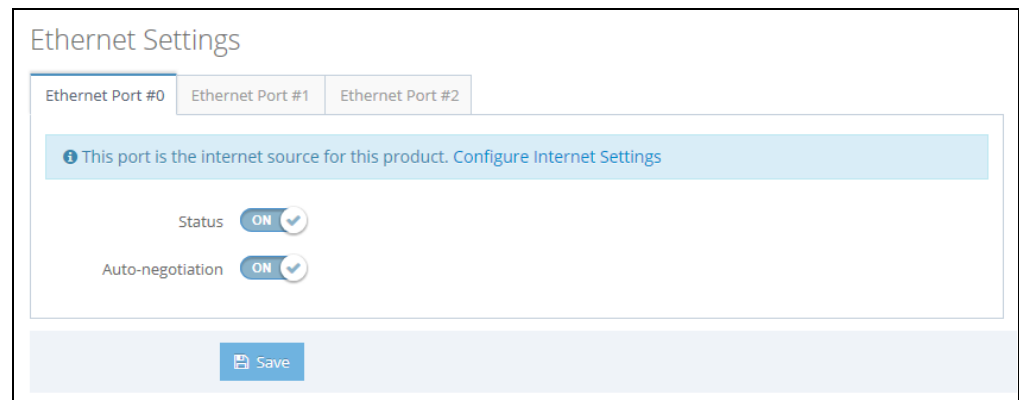 Ethernet Settings
Ethernet Port #0 Ethernet Port #1 Ethernet Port #2
This port is the internet source for this product. Configure Internet Settings
Status ON
Auto-negotiation ON
Save